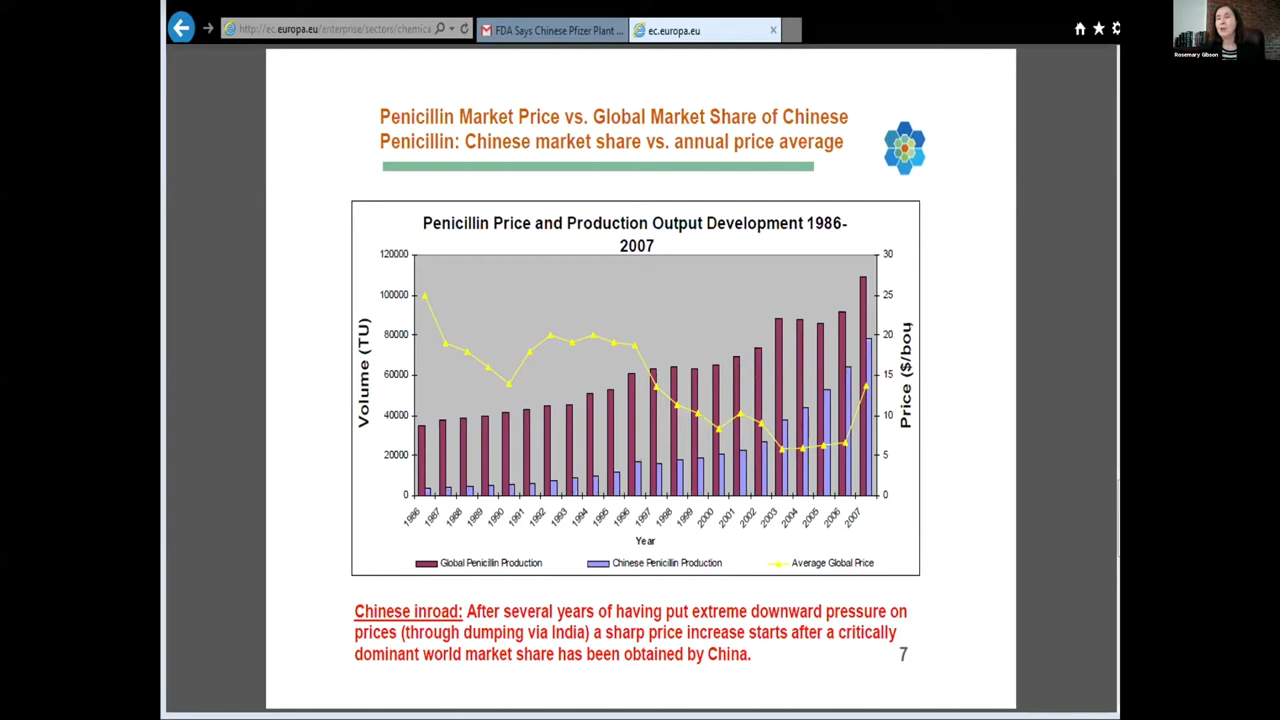 http://ec.europa.eu/enterprise/sectors/chemica
FDA Says Chinese Pfizer Plant ...
ec.europa.eu
Rosemary Gibson
Penicillin Market Price vs. Global Market Share of Chinese
Penicillin: Chinese market share vs. annual price average
Penicillin Price and Production Output Development 1986-
2007
Volume (TU)
120000
100000
80000
60000
40000
20000
0
30
25
20
15
10
5
0
Price ($/bou)
1986 1987 1988 1989 1990 1991 1992 1993 1994 1995 1996 1997 1998 1999 2000 2001 2002 2003 2004 2005 2006 2007
Year
Global Penicillin Production
Chinese Penicillin Production
Average Global Price
Chinese inroad: After several years of having put extreme downward pressure on
prices (through dumping via India) a sharp price increase starts after a critically
dominant world market share has been obtained by China.
7